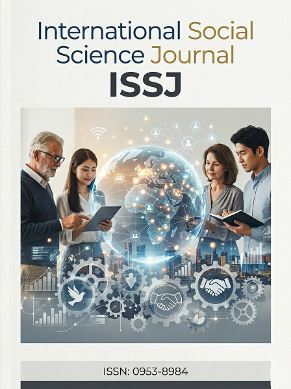 International Social
Science Journal
ISSJ
ISSN: 0953-8984